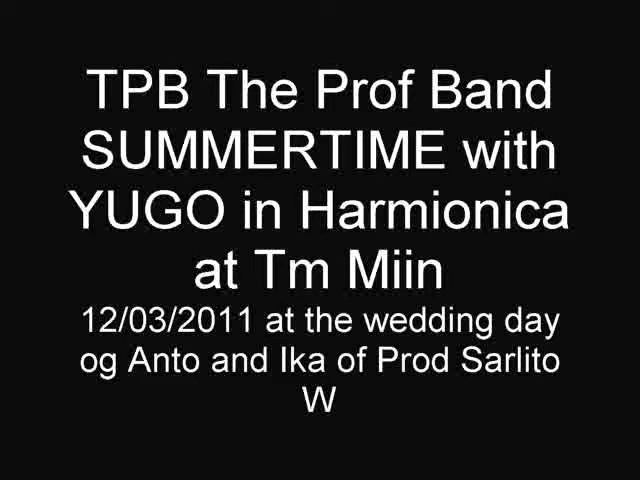 TPB The Prof Band
SUMMERTIME with
YUGO in Harmionica
at Tm Miin
12/03/2011 at the wedding day
og Anto and Ika of Prod Sarlito
W